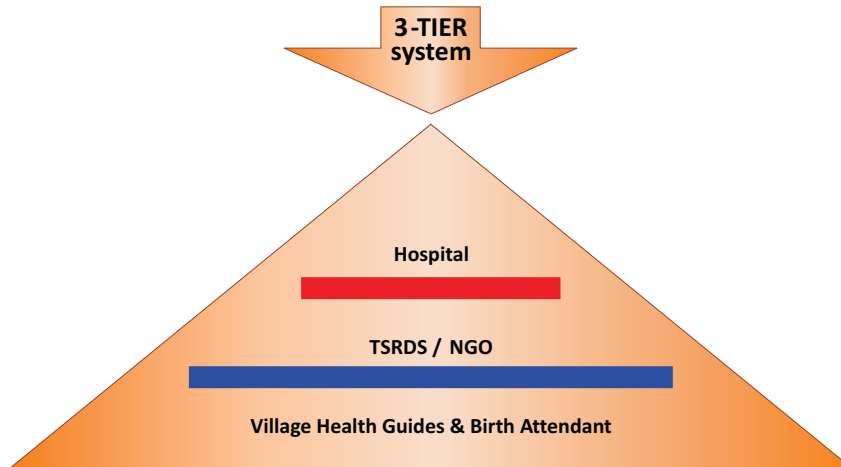 3-TIER
system
Hospital
TSRDS / NGO
Village Health Guides & Birth Attendant